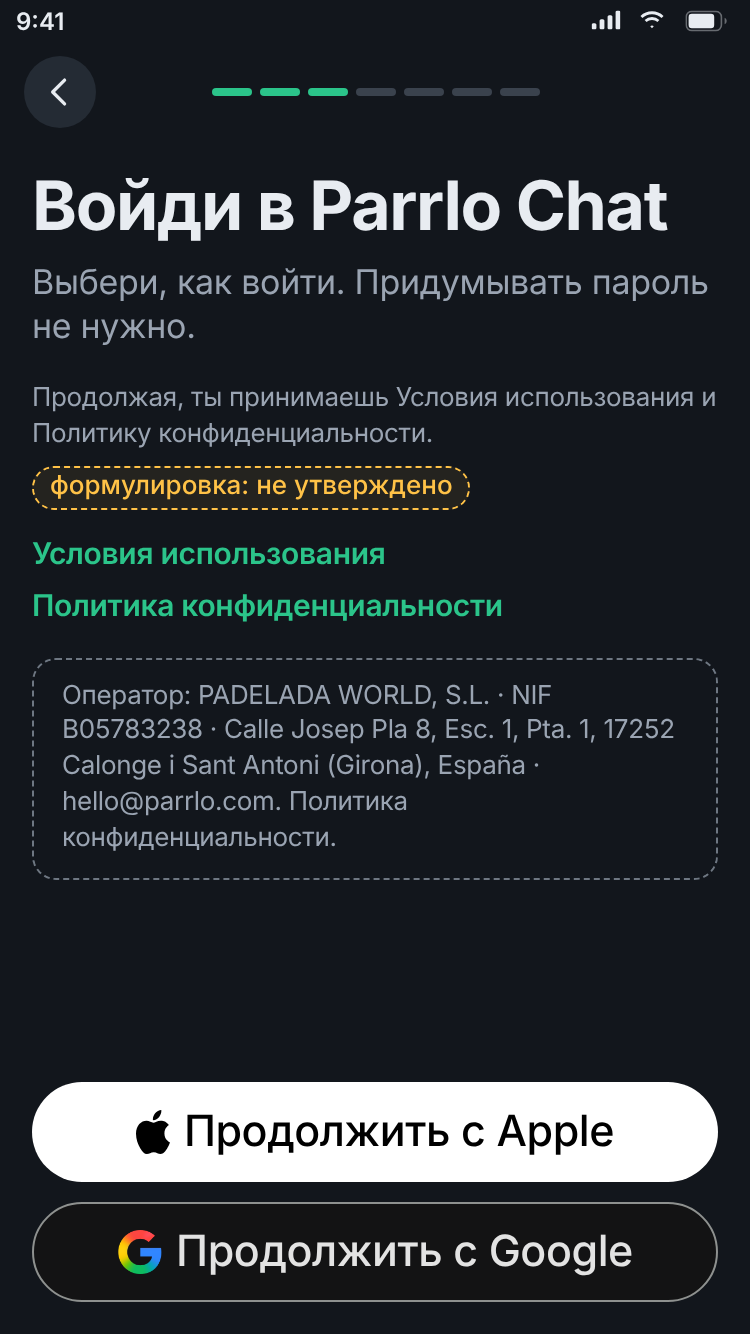 9:41
Войди в Parrlo Chat
Выбери, как войти. Придумывать пароль
не нужно.
Продолжая, ты принимаешь Условия использования и
Политику конфиденциальности.
формулировка: не утверждено
Условия использования
Политика конфиденциальности
Оператор: PADELADA WORLD, S.L. · NIF
B05783238 · Calle Josep Pla 8, Esc. 1, Pta. 1, 17252
Calonge i Sant Antoni (Girona), España ·
hello@parrlo.com. Политика
конфиденциальности.
Продолжить с Apple
Продолжить с Google